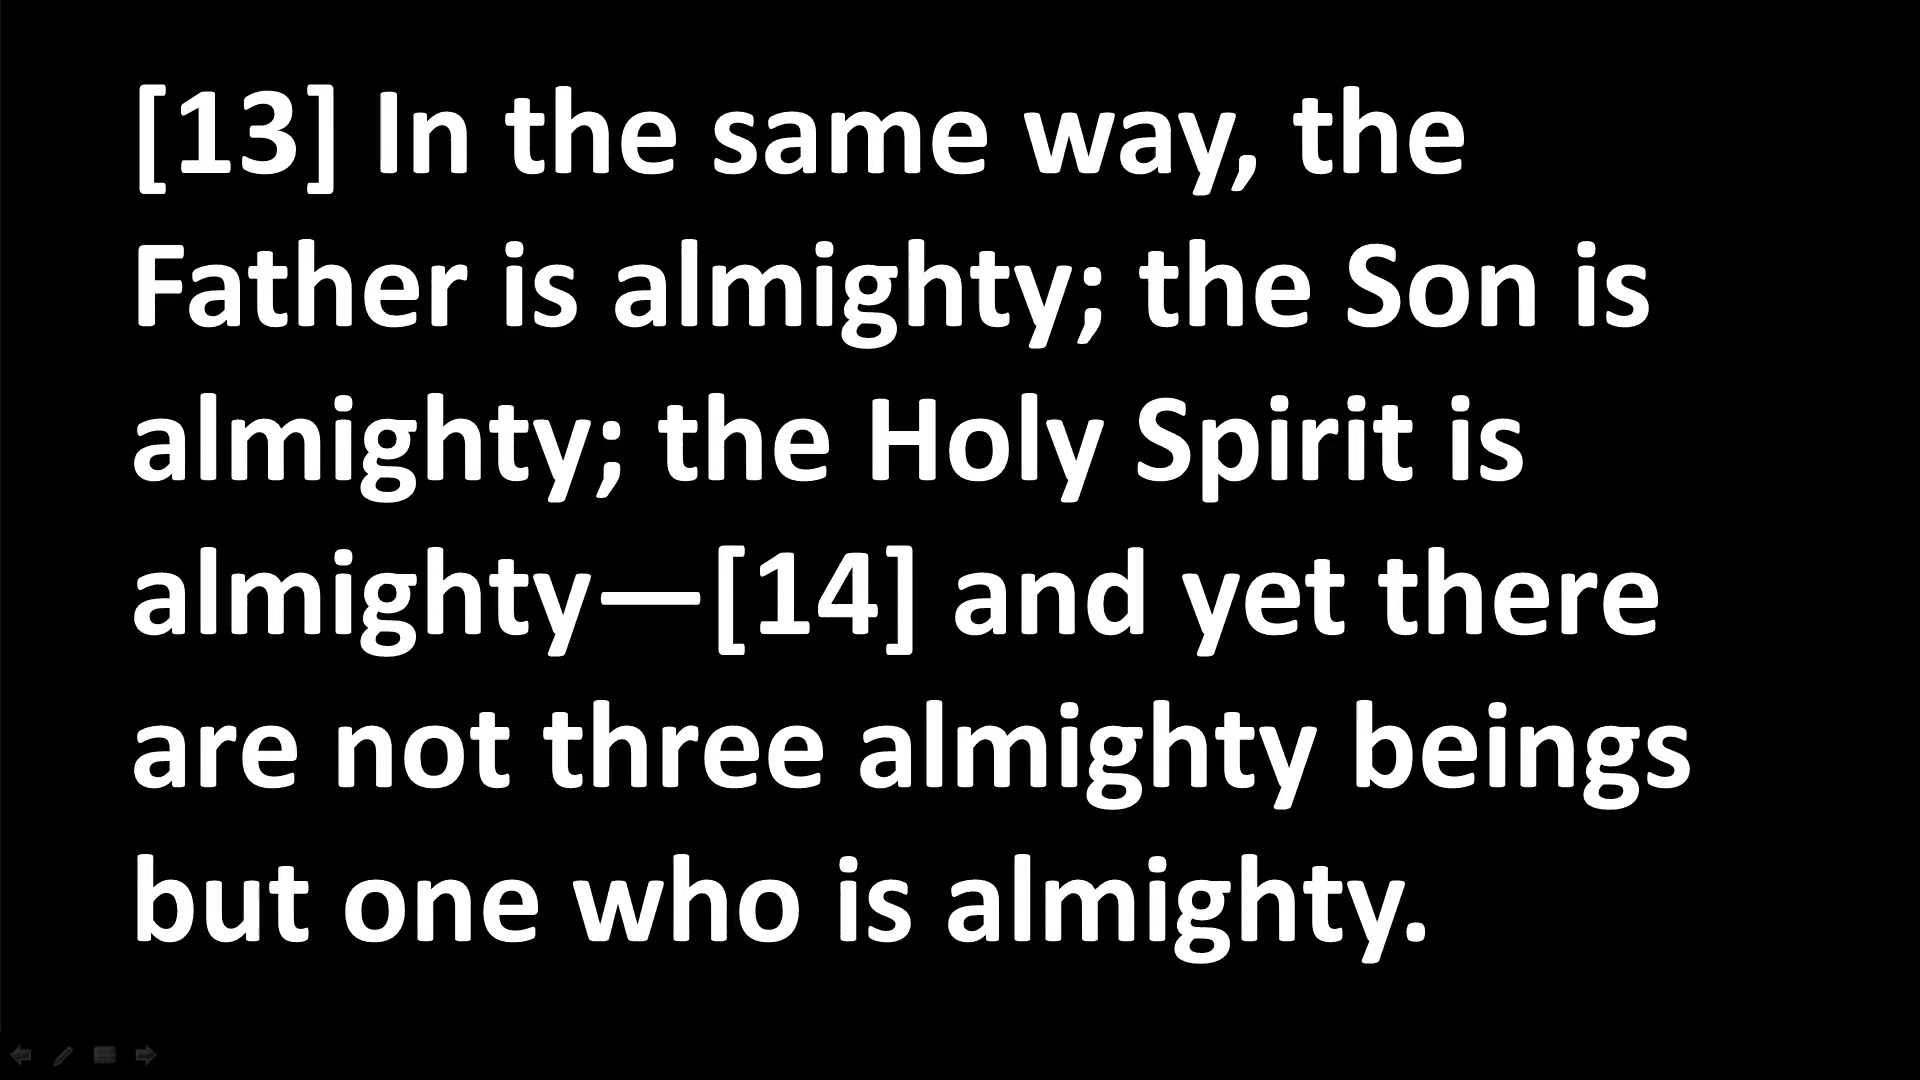 [13] In the same way, the
Father is almighty; the Son is
almighty; the Holy Spirit is
almighty—[14] and yet there
are not three almighty beings
but one who is almighty.